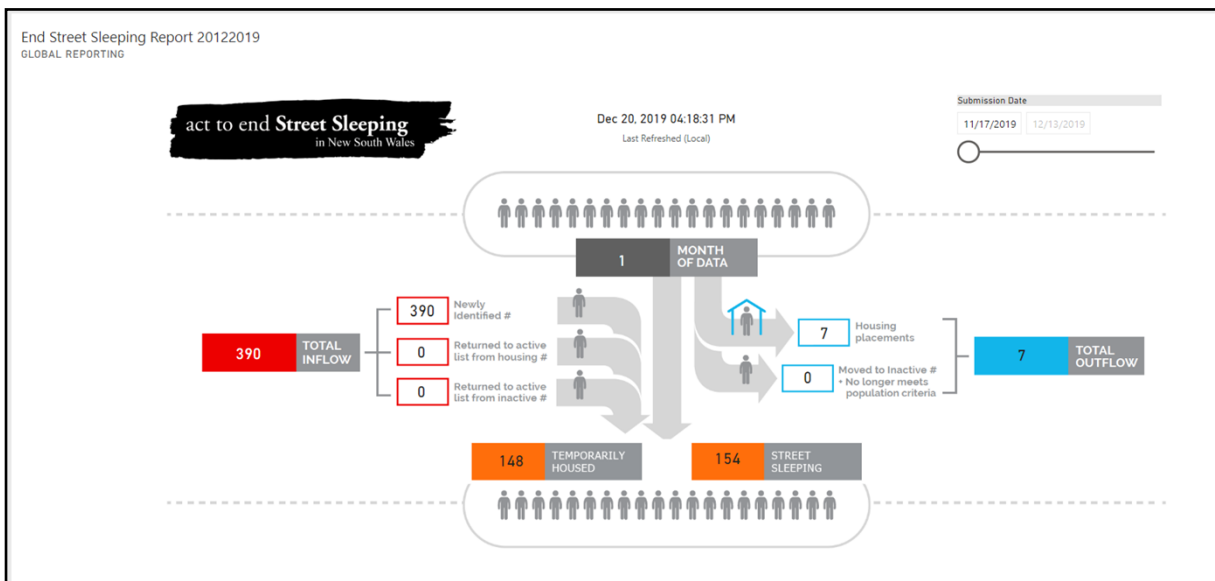 End Street Sleeping Report 20122019
GLOBAL REPORTING
act to end Street Sleeping
in New South Wales
Dec 20, 2019 04:18:31 PM
Last Refreshed (Local)
Submission Date
11/17/2019 12/13/2019
1
MONTH
OF DATA
390
TOTAL
INFLOW
390
Newly
Identified #
0
Returned to active
list from housing #
0
Returned to active
list from inactive #
7
Housing
placements
0
Moved to Inactive #
+ No longer meets
population criteria
7
TOTAL
OUTFLOW
148
TEMPORARILY
HOUSED
154
STREET
SLEEPING